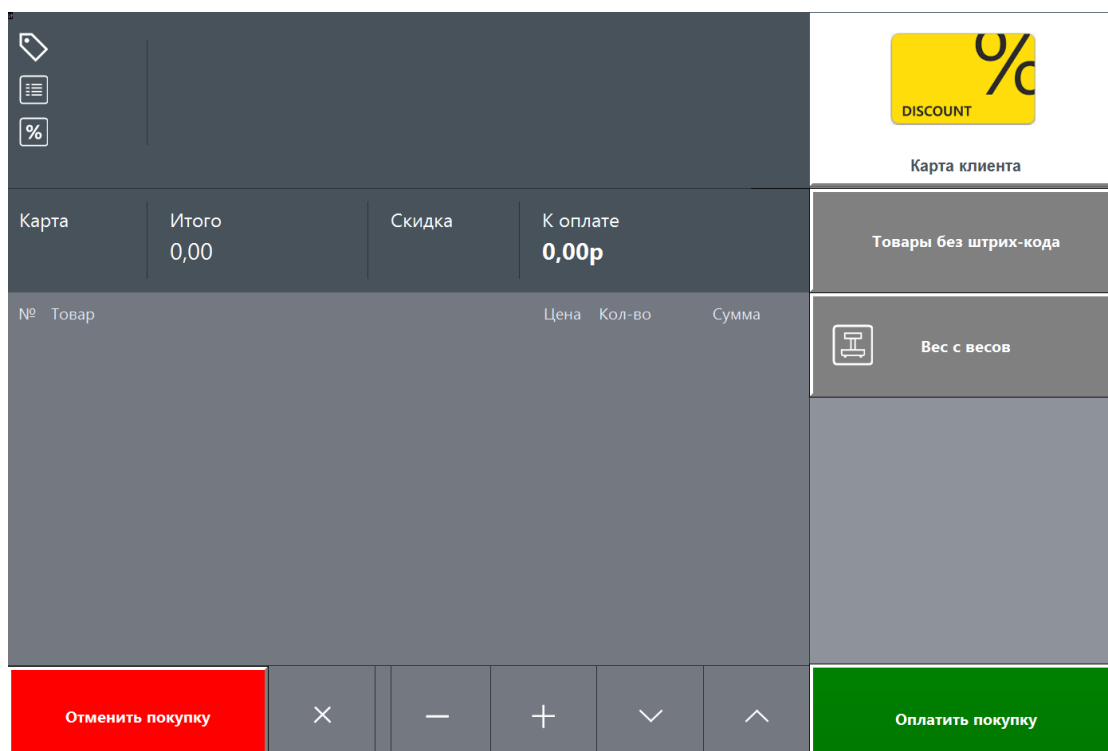 %
DISCOUNT
Карта клиента
%
Карта
Итого
Скидка
К оплате
0,00
0,00р
Товары без штрих-кода
№ Товар Цена Кол-во Сумма
Вес с весов
Отменить покупку
Оплатить покупку